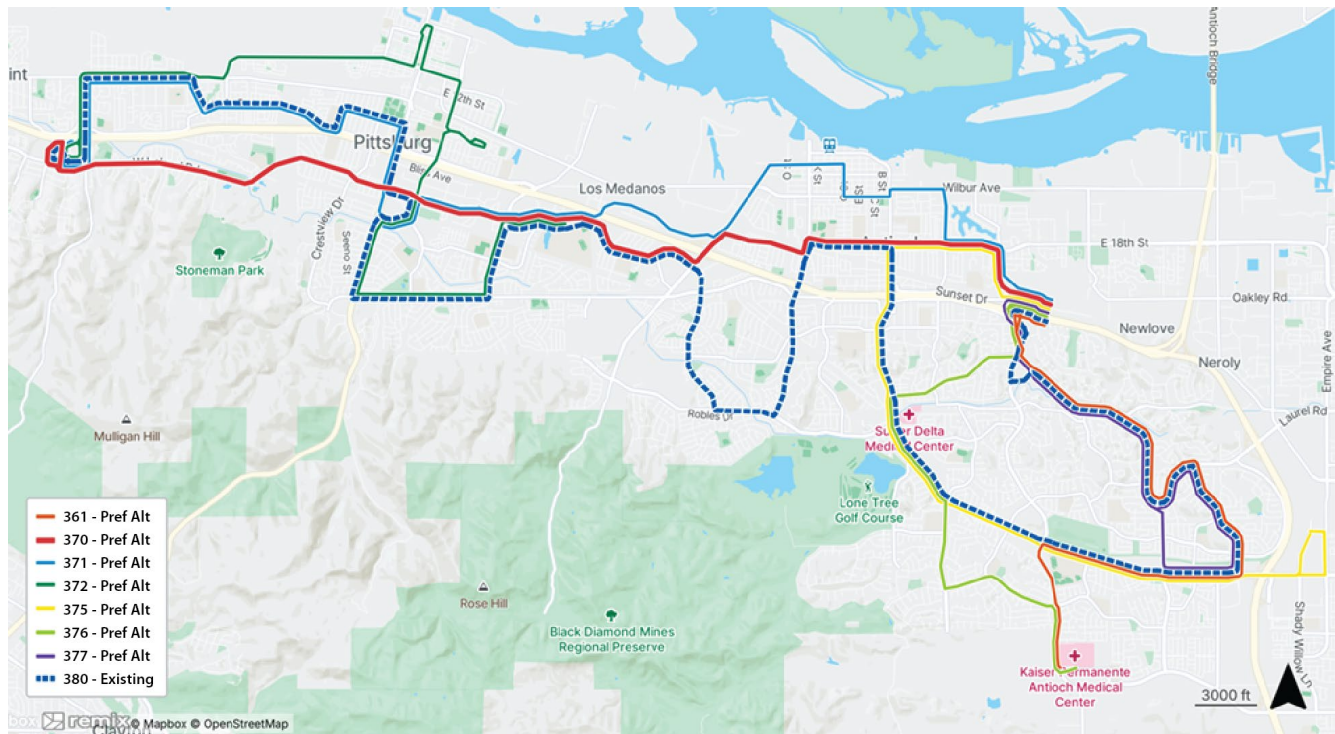 int
Antioch Bridge
E 12th St
Pittsburg
Bliss Ave
Los Medanos
B St
Wilbur Ave
E 18th St
Crestview Dr
Seeno St
Stoneman Park
Sunset Dr
Oakley Rd
Newlove
Neroly
Empire Ave
Laurel Rd
Mulligan Hill
Sutter Delta
Medical Center
Lone Tree
Golf Course
361 - Pref Alt
370 - Pref Alt
371 - Pref Alt
372 - Pref Alt
375 - Pref Alt
376 - Pref Alt
377 - Pref Alt
380 - Existing
Rose Hill
Black Diamond Mines
Regional Preserve
Shady Willow Ln
Kaiser Permanente
Antioch Medical
Center
3000 ft
box remix © Mapbox © OpenStreetMap
Clayton